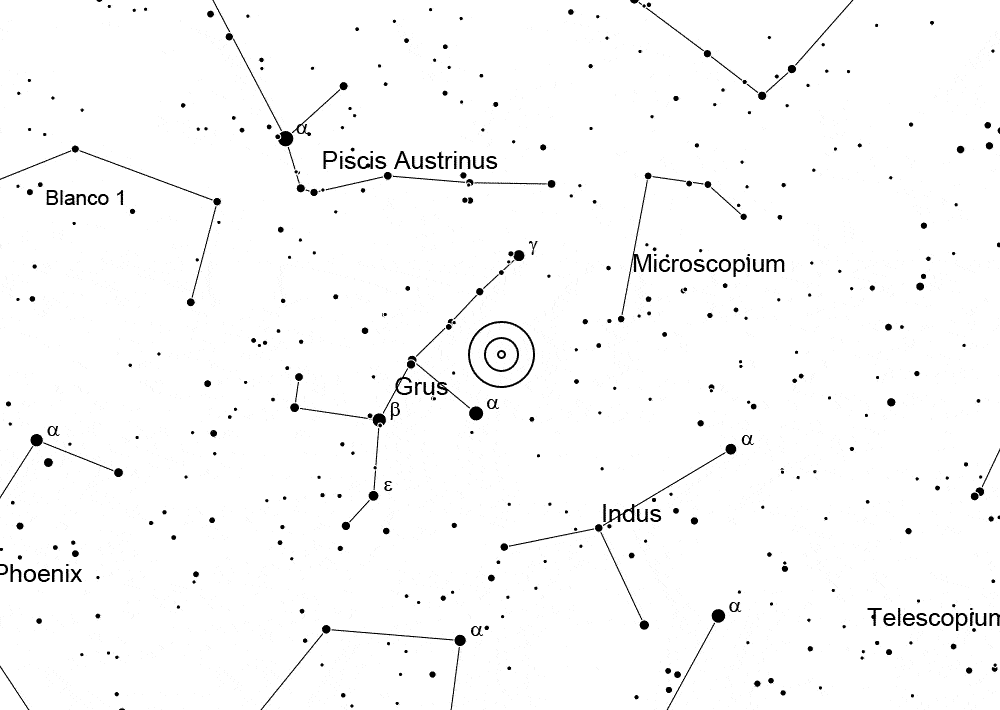 α
Piscis Austrinus
Blanco 1
γ
Microscopium
Grus
α
β
α
α
ε
Indus
Phoenix
α
Telescopium
α